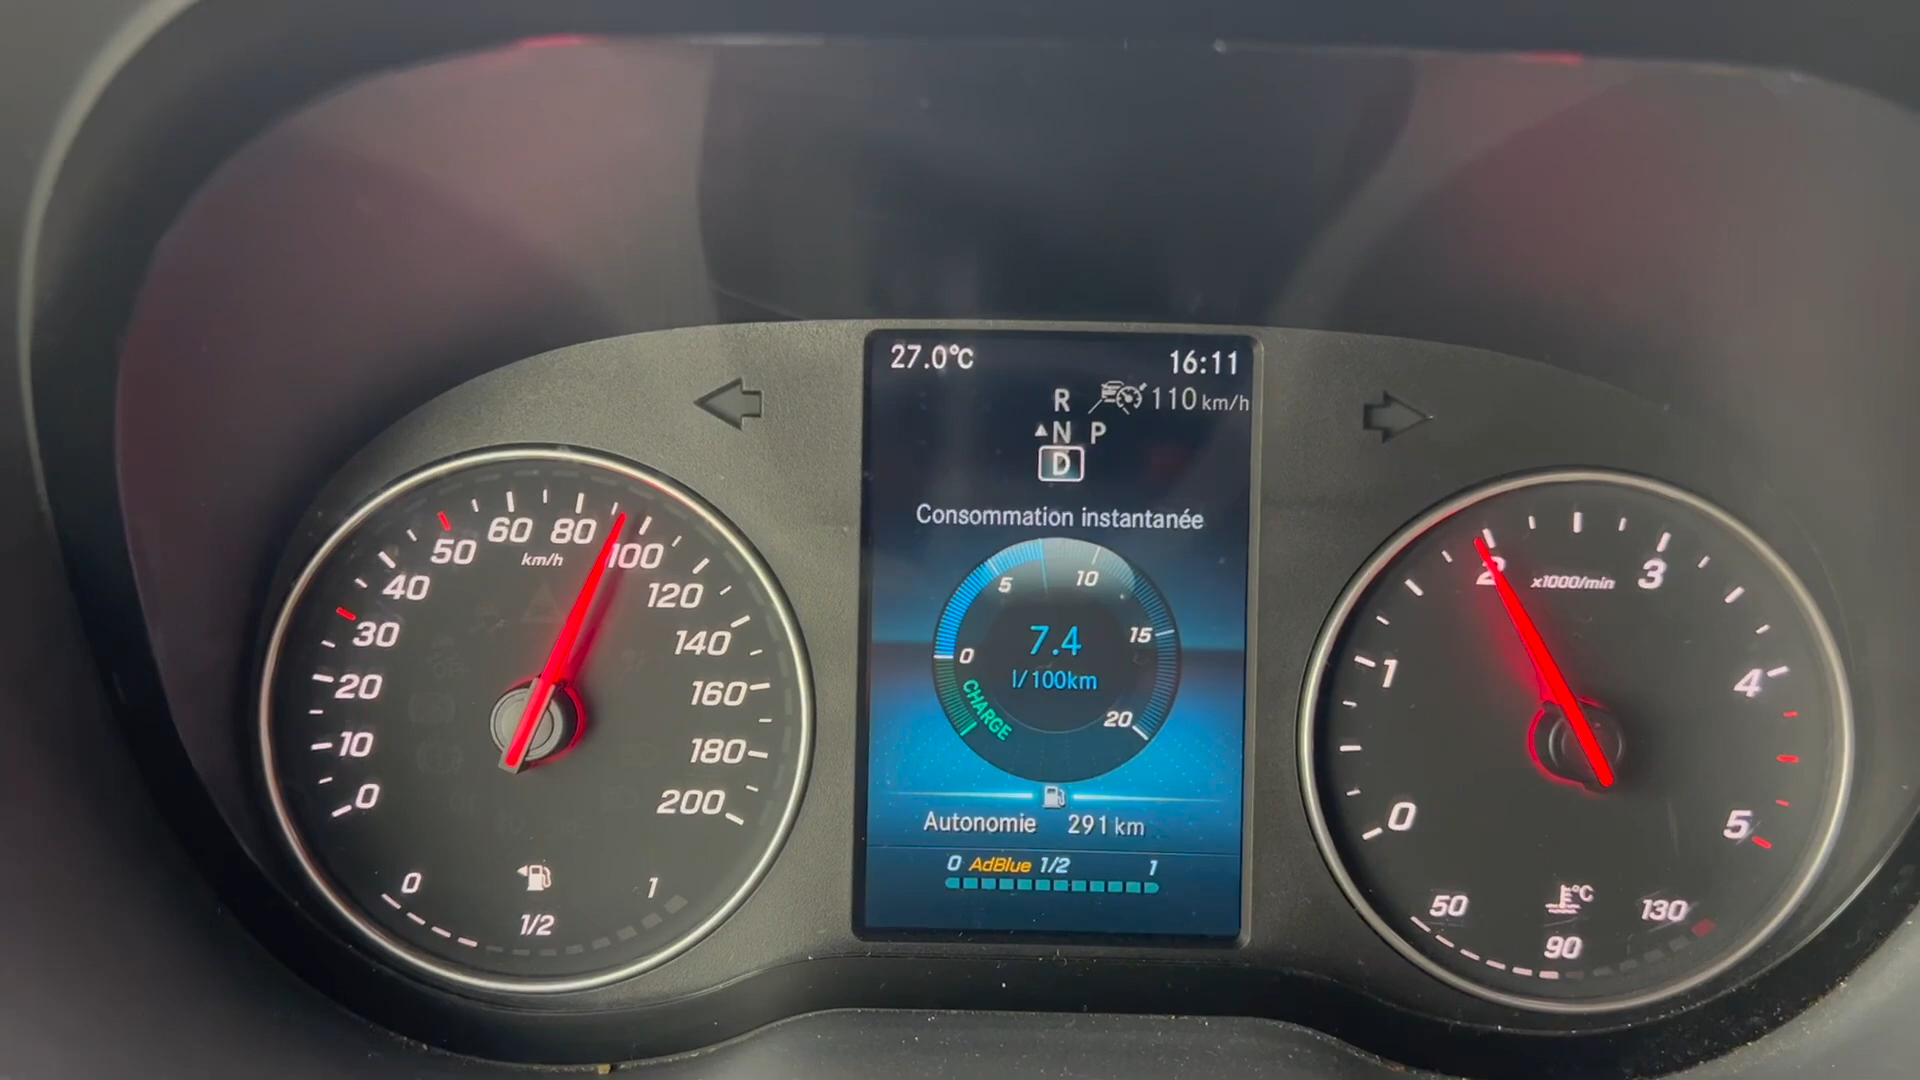 27.0°C 16:11
R 110 km/h
▲N P
D
Consommation instantanée
0 5 10 15 20
7.4
l/100km
CHARGE
Autonomie 291 km
0 AdBlue 1/2 1
0 10 20 30 40 50 60 80 100 120 140 160 180 200
km/h
0 1/2 1
0 1 2 3 4 5
x1000/min
50 90 130
°C